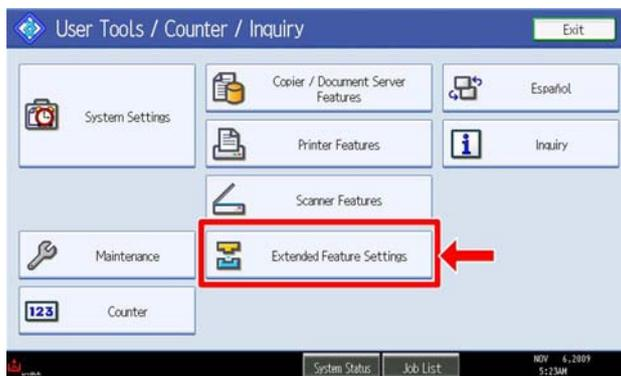 User Tools / Counter / Inquiry
Exit
System Settings
Copier / Document Server
Features
Español
Printer Features
Inquiry
Scanner Features
Maintenance
Extended Feature Settings
123
Counter
System Status
Job List
NOV 6,2009
5:23AM